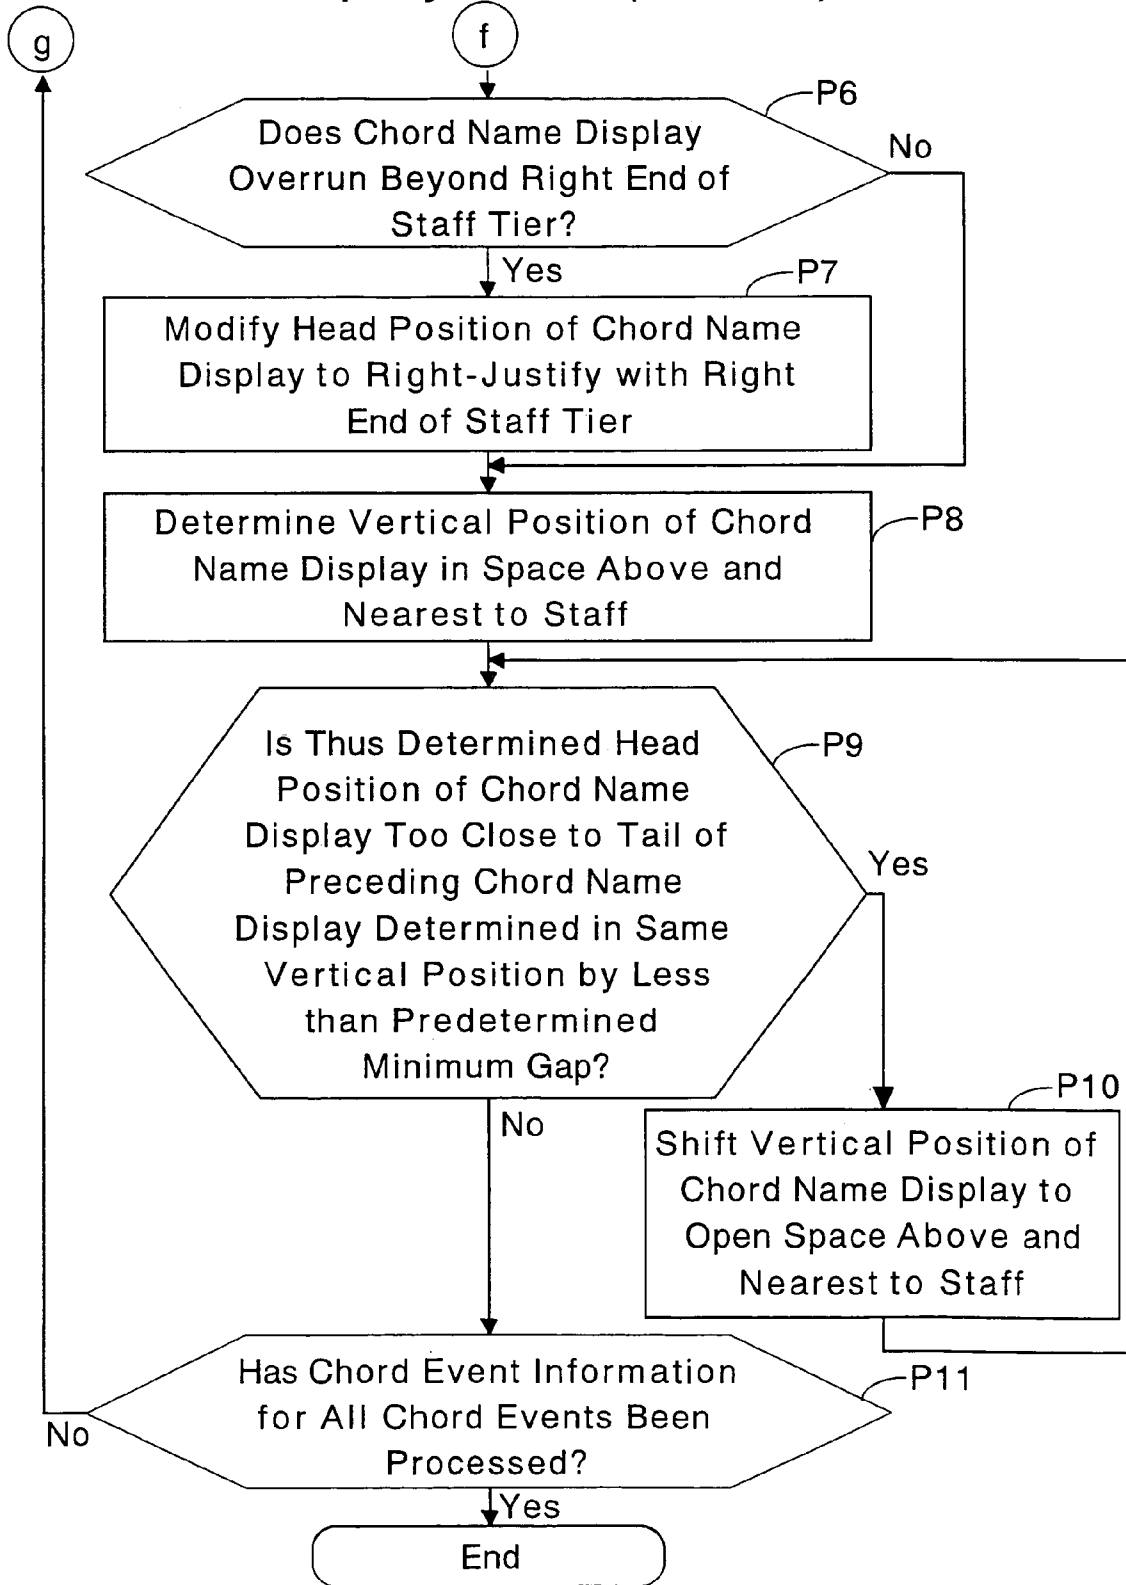 g
f
P6
Does Chord Name Display
Overrun Beyond Right End of
Staff Tier?
No
Yes
P7
Modify Head Position of Chord Name
Display to Right-Justify with Right
End of Staff Tier
Determine Vertical Position of Chord
Name Display in Space Above and
Nearest to Staff
P8
Is Thus Determined Head
Position of Chord Name
Display Too Close to Tail of
Preceding Chord Name
Display Determined in Same
Vertical Position by Less
than Predetermined
Minimum Gap?
P9
Yes
No
P10
Shift Vertical Position of
Chord Name Display to
Open Space Above and
Nearest to Staff
Has Chord Event Information
for All Chord Events Been
Processed?
P11
No
Yes
End